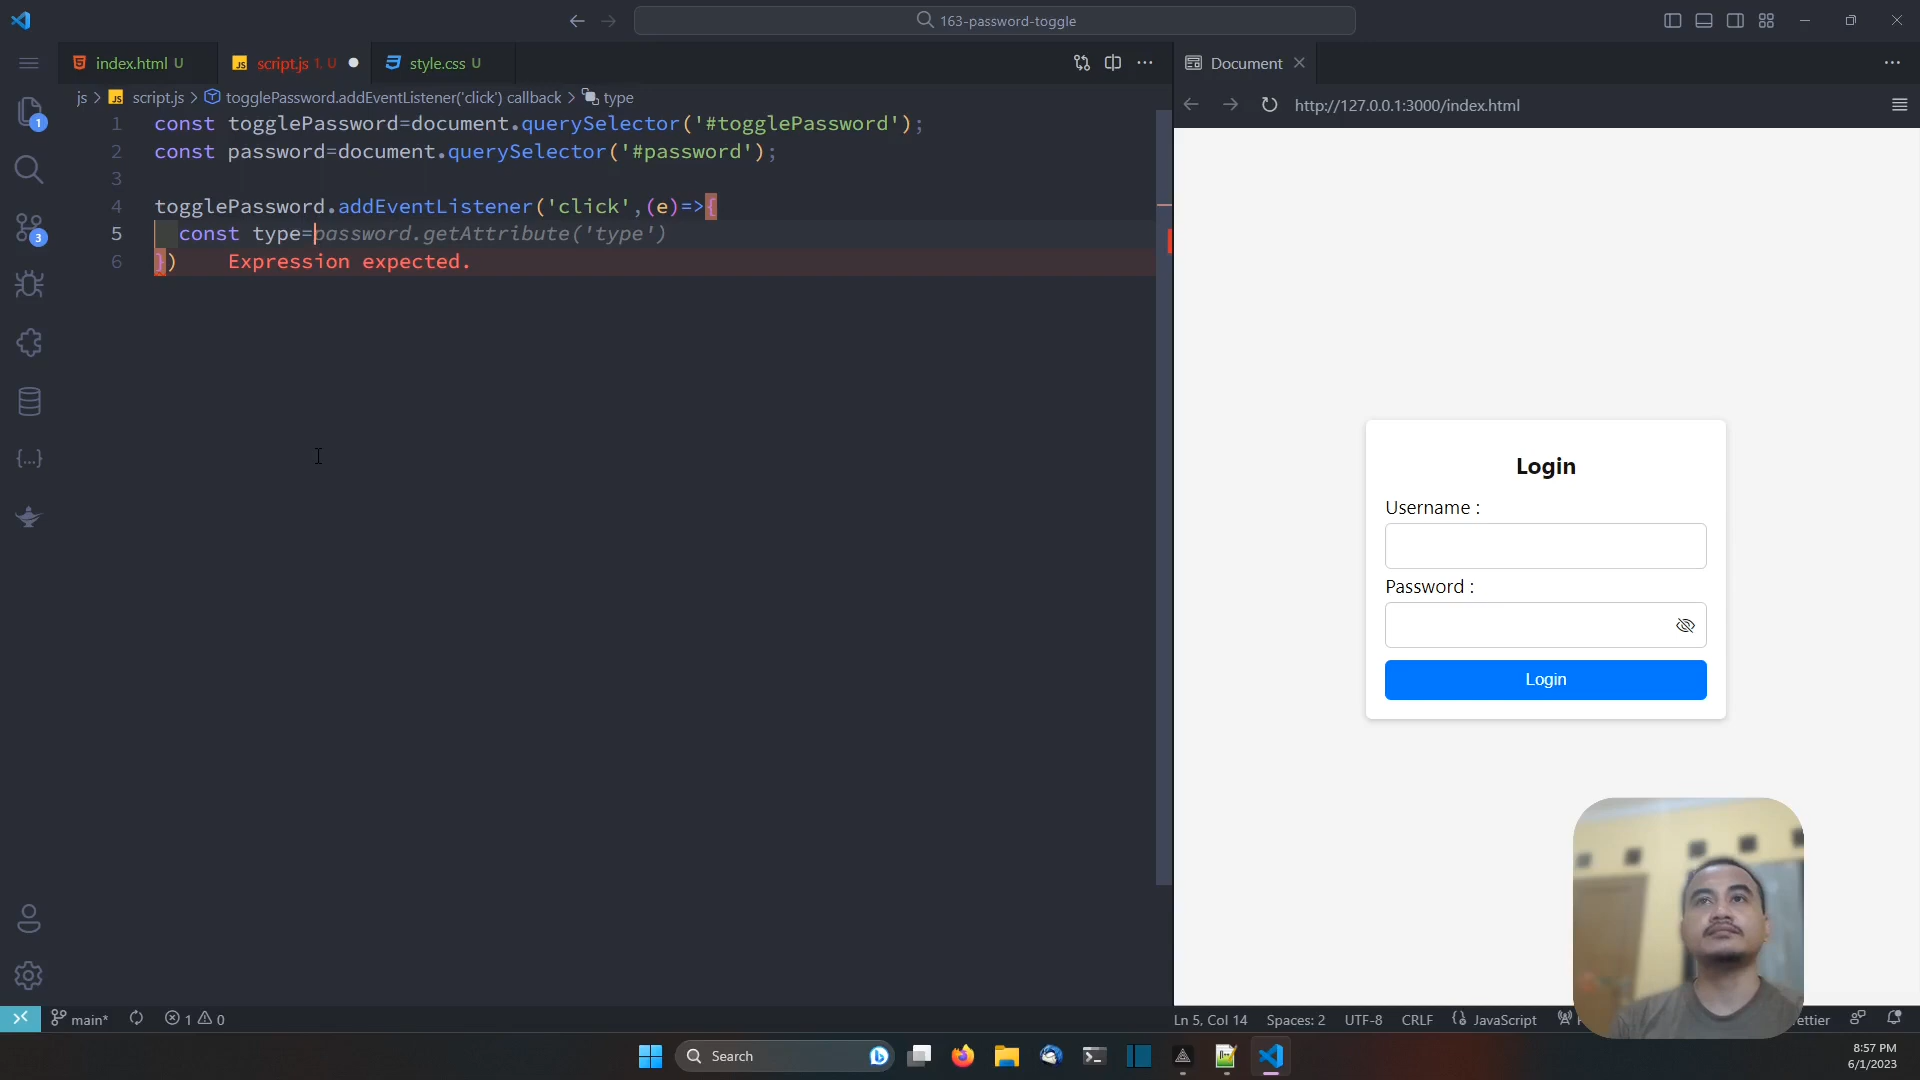 163-password-toggle
index.html U
script.js 1, U
style.css U
Document
js > JS script.js > togglePassword.addEventListener('click') callback > type
http://127.0.0.1:3000/index.html
1 const togglePassword=document.querySelector('#togglePassword');
2 const password=document.querySelector('#password');
3
4 togglePassword.addEventListener('click',(e)=>{
5 const type=password.getAttribute('type')
6 }) Expression expected.
1
3
{...}
Login
Username :
Password :
Login
main* 1 0
Ln 5, Col 14 Spaces: 2 UTF-8 CRLF JavaScript
ettier
Search
8:57 PM
6/1/2023